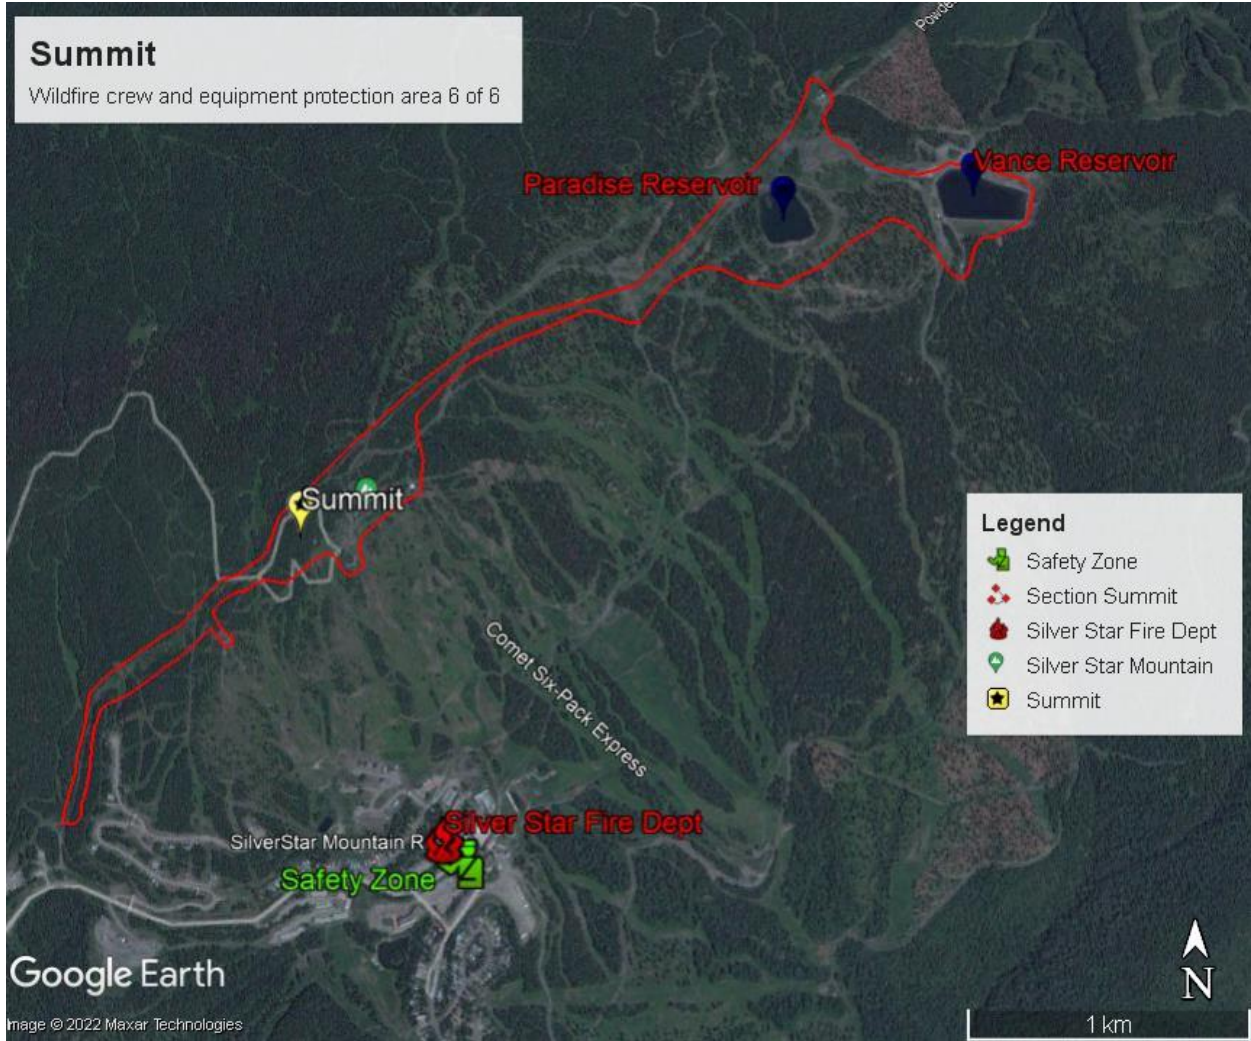 Summit
Wildfire crew and equipment protection area 6 of 6
Powde
Vance Reservoir
Paradise Reservoir
Summit
Legend
Safety Zone
Section Summit
Silver Star Fire Dept
Silver Star Mountain
Summit
Comet Six-Pack Express
Silver Star Fire Dept
SilverStar Mountain R
Safety Zone
Google Earth
N
Image © 2022 Maxar Technologies
1 km